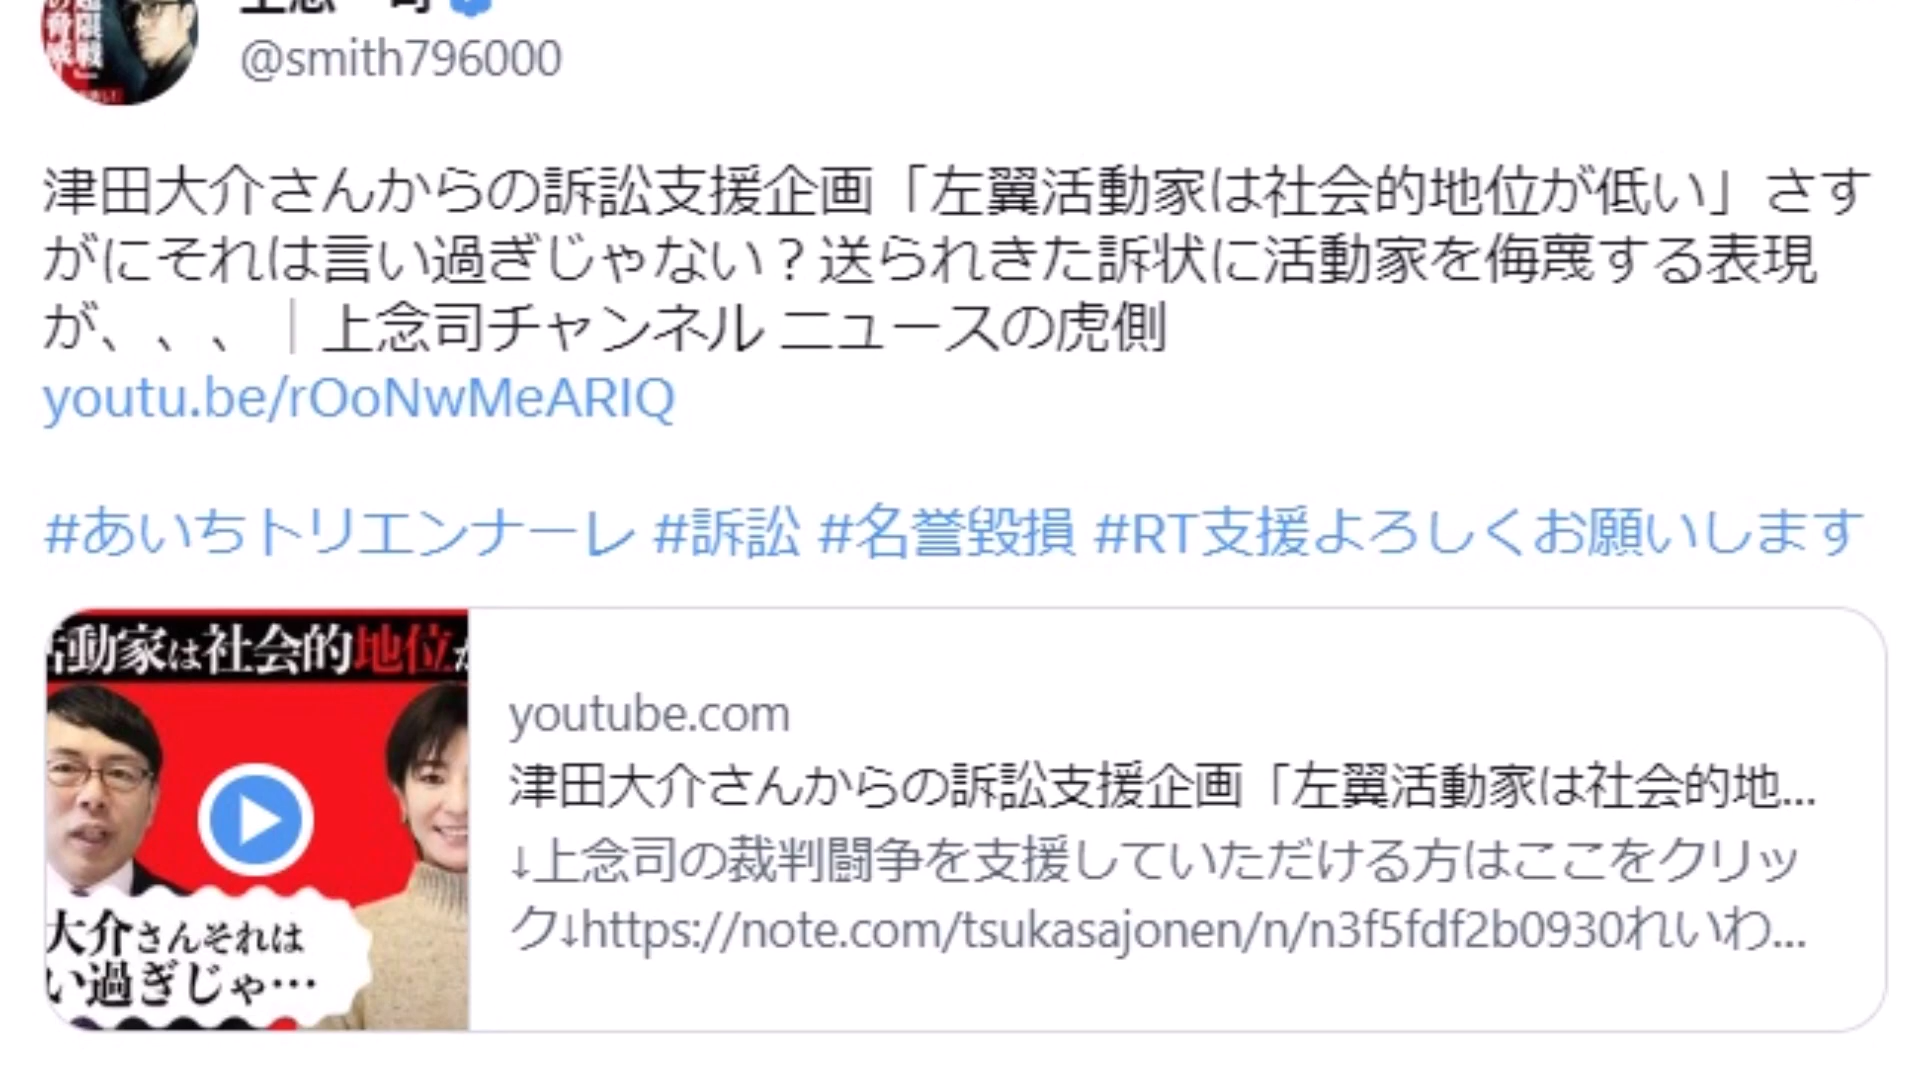 上念 司
@smith796000
津田大介さんからの訴訟支援企画「左翼活動家は社会的地位が低い」さす
がにそれは言い過ぎじゃない？送られきた訴状に活動家を侮蔑する表現
が、、、｜上念司チャンネル ニュースの虎側
youtu.be/rOoNwMeARIQ
#あいちトリエンナーレ #訴訟 #名誉毀損 #RT支援よろしくお願いします
活動家は社会的地位が
大介さんそれは
い過ぎじゃ…
youtube.com
津田大介さんからの訴訟支援企画「左翼活動家は社会的地...
↓上念司の裁判闘争を支援していただける方はここをクリッ
ク↓https://note.com/tsukasajonen/n/n3f5fdf2b0930れいわ...